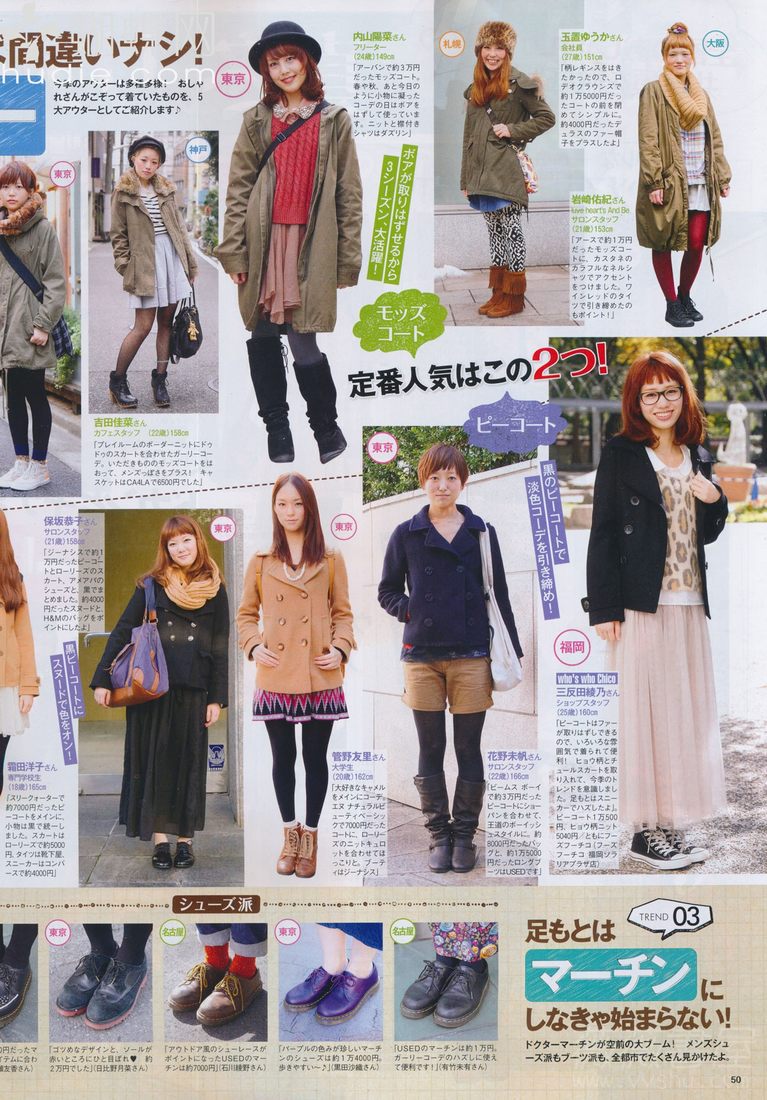 間違いナシ!
今季のアウターは多種多様! おしゃ
れさんがこぞって着ていたものを、5
大アウターとしてご紹介します♪
東京
神戸
東京
内山陽菜さん
フリーター
(24歳)149cm
「アーバンで約3万円
だったモッズコート。
春や秋、あと今日の
ように小物に凝った
コーデの日はボアを
はずして使っていま
す。ニットと襟付き
シャツはダズリン」
ボアが取りはずせるから
3シーズン、大活躍!
札幌
玉置ゆうかさん
会社員
(27歳)151cm
「柄レギンスをはき
たかったので、ロ
デオクラウンズで
約1万5000円だっ
たコートの前を閉
めてシンプルに。
約4000円だったデ
ュラスのファー帽
子をプラスしたよ」
大阪
岩崎佑紀さん
luve heart's And Be
サロンスタッフ
(21歳)153cm
「アースで約1万円
だったモッズコート
に、カスタネの
カラフルなネルシ
ャツでアクセント
をつけました。ワ
インレッドのタイ
ツで引き締めたの
もポイント!」
モッズ
コート
定番人気はこの2つ!
ピーコート
吉田佳菜さん
カフェスタッフ (22歳)158cm
「プレイルームのボーダーニットにドゥ
ドゥのスカートを合わせたガーリーコー
デ。いただきもののモッズコートをは
おって、メンズっぽさをプラス! キャ
スケットはCA4LAで6500円でした」
保坂恭子さん
サロンスタッフ
(21歳)158cm
「ジーナシスで約1
万円だったピーコー
トとローリーズのス
カート、アメアパの
シューズと、黒でま
とめました。約4000
円だったスヌードと、
H&Mのバッグをポ
イントにしたよ」
東京
黒ピーコートに
スヌードで色をオン!
霜田洋子さん
専門学校生
(18歳)165cm
「スリークォーターで
約7000円だったピー
コートをメインに、
小物は黒で統一しま
した。スカートはロ
ーリーズで約5000
円、タイツは靴下屋、
スニーカーはコンバ
ースで約4000円」
東京
管野友里さん
大学生
(20歳)162cm
「大好きなキャメル
をメインにコーデ。
エヌ ナチュラルビ
ューティーベーシッ
クで7000円だったコ
ートに、ローリー
ズのニットキュロ
ットを合わせては
っこりと。ブーティ
はジーナシス」
東京
花野未帆さん
サロンスタッフ
(22歳)166cm
「ビームス ボーイ
で約3万円だった
ピーコートにショー
パンを合わせて、
王道のボーイッシ
ュスタイルに。約
8000円だったバッ
グと、約1万5000
円だったロングブ
ーツはUSEDです」
黒のピーコートで
淡色コーデを引き締め!
福岡
who's who Chico
三反田綾乃さん
ショップスタッフ
(25歳)160cm
「ピーコートはファー
が取りはずしできる
ので、いろいろな雰
囲気で着られて便
利! ヒョウ柄とチ
ュールスカートを取
り入れて、今季のト
レンドを意識しまし
た。足もとはスニー
カーでハズしたよ」
ピーコート1万500
円、ヒョウ柄ニット
5040円/ともにフー
ズフーチコ(フーズ
フーチコ 福岡ソラ
リアプラザ店)
シューズ派
東京
「ゴツめなデザインと、ソールが
赤いところにひと目ぼれ♥ 約
2万円でした」(日比野月菜さん)
名古屋
「アウトドア風のシューレースが
ポイントになったUSEDのマー
チンは約7000円」(石川綾野さん)
東京
「パープルの色みが珍しいマーチ
ンのシューズは約1万4000円。
歩きやすい〜♪」(黒田沙織さん)
名古屋
「USEDのマーチンは約1万円。
ガーリーコーデのハズしに使え
て便利です!」(有竹未有さん)
TREND 03
足もとは
マーチンに
しなきゃ始まらない!
ドクターマーチンが空前の大ブーム! メンズシュー
ズ派もブーツ派も、全都市でたくさん見かけたよ。
50